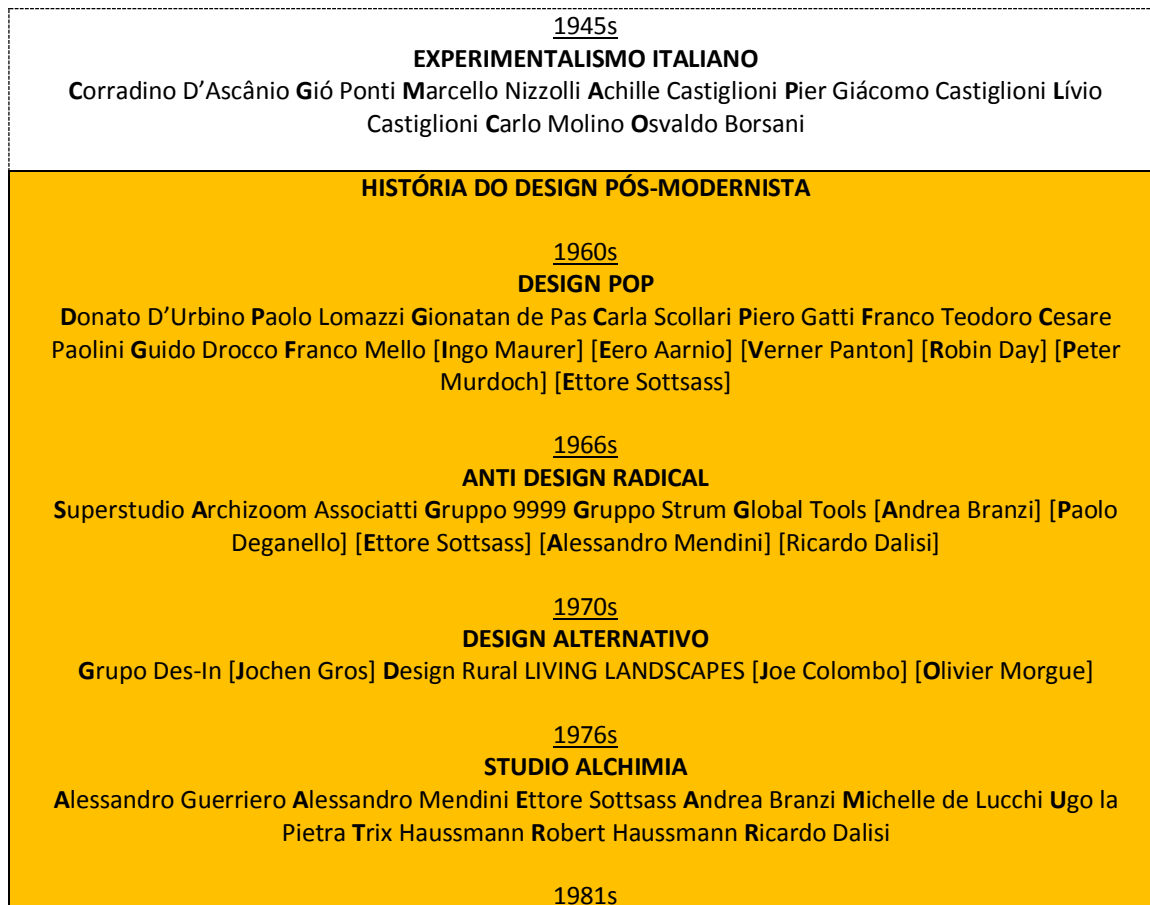 1945s
EXPERIMENTALISMO ITALIANO
Corradino D’Ascânio Gió Ponti Marcello Nizzolli Achille Castiglioni Pier Giácomo Castiglioni Lívio
Castiglioni Carlo Molino Osvaldo Borsani
HISTÓRIA DO DESIGN PÓS-MODERNISTA
1960s
DESIGN POP
Donato D’Urbino Paolo Lomazzi Gionatan de Pas Carla Scollari Piero Gatti Franco Teodoro Cesare
Paolini Guido Drocco Franco Mello [Ingo Maurer] [Eero Aarnio] [Verner Panton] [Robin Day] [Peter
Murdoch] [Ettore Sottsass]
1966s
ANTI DESIGN RADICAL
Superstudio Archizoom Associatti Gruppo 9999 Gruppo Strum Global Tools [Andrea Branzi] [Paolo
Deganello] [Ettore Sottsass] [Alessandro Mendini] [Ricardo Dalisi]
1970s
DESIGN ALTERNATIVO
Grupo Des-In [Jochen Gros] Design Rural LIVING LANDSCAPES [Joe Colombo] [Olivier Morgue]
1976s
STUDIO ALCHIMIA
Alessandro Guerriero Alessandro Mendini Ettore Sottsass Andrea Branzi Michelle de Lucchi Ugo la
Pietra Trix Haussmann Robert Haussmann Ricardo Dalisi
1981s